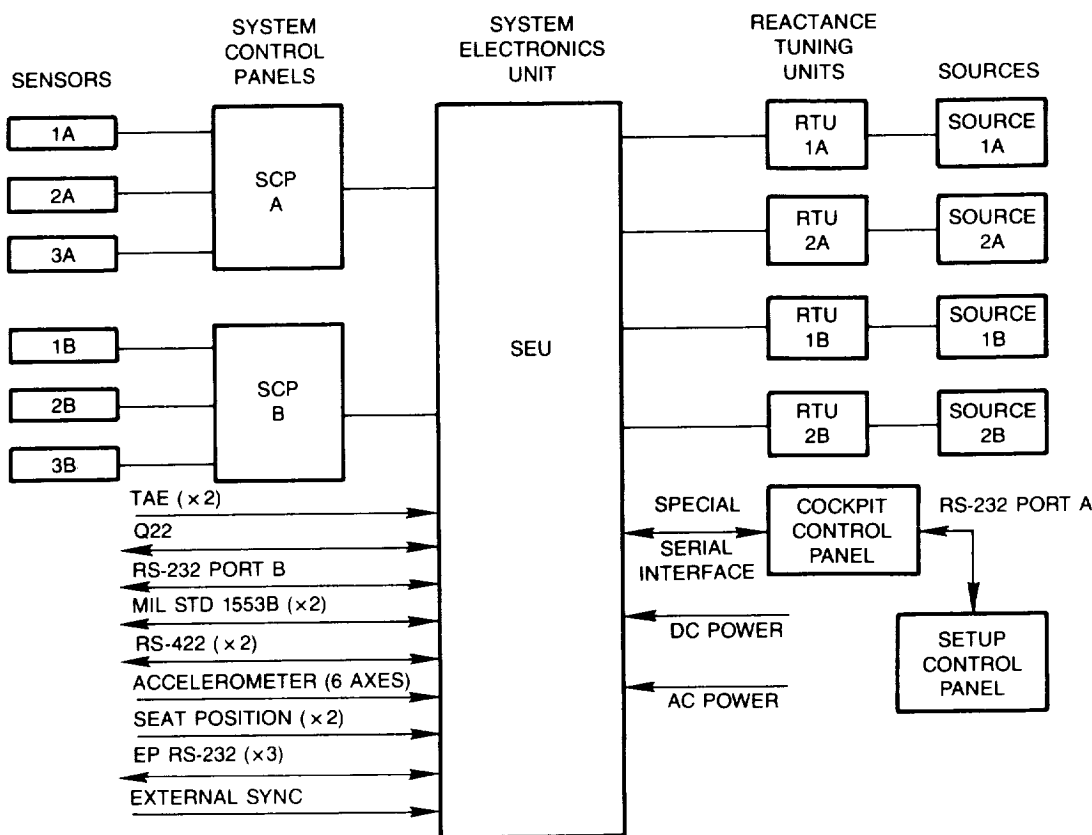 SENSORS
SYSTEM
CONTROL
PANELS
SYSTEM
ELECTRONICS
UNIT
REACTANCE
TUNING
UNITS
SOURCES
1A
2A
3A
SCP
A
1B
2B
3B
SCP
B
SEU
RTU
1A
SOURCE
1A
RTU
2A
SOURCE
2A
RTU
1B
SOURCE
1B
RTU
2B
SOURCE
2B
TAE (×2)
Q22
RS-232 PORT B
MIL STD 1553B (×2)
RS-422 (×2)
ACCELEROMETER (6 AXES)
SEAT POSITION (×2)
EP RS-232 (×3)
EXTERNAL SYNC
SPECIAL
SERIAL
INTERFACE
COCKPIT
CONTROL
PANEL
RS-232 PORT A
DC POWER
AC POWER
SETUP
CONTROL
PANEL